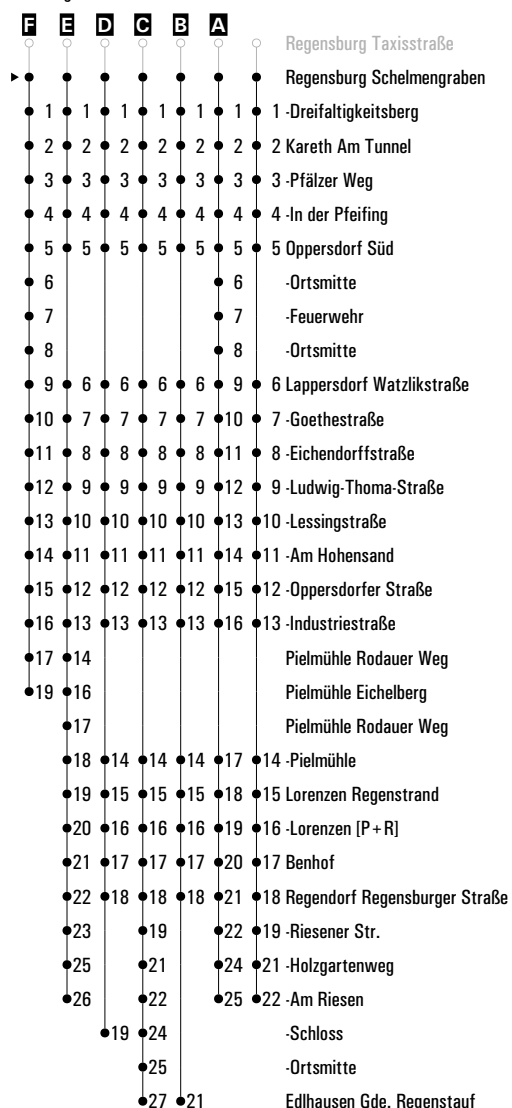 F E D C B A
Regensburg Taxisstraße
Regensburg Schelmengraben
1 1 1 1 1 1 1 -Dreifaltigkeitsberg
2 2 2 2 2 2 2 Kareth Am Tunnel
3 3 3 3 3 3 3 -Pfälzer Weg
4 4 4 4 4 4 4 -In der Pfeifing
5 5 5 5 5 5 5 Oppersdorf Süd
6 6 -Ortsmitte
7 7 -Feuerwehr
8 8 -Ortsmitte
9 6 6 6 6 9 6 Lappersdorf Watzlikstraße
10 7 7 7 7 10 7 -Goethestraße
11 8 8 8 8 11 8 -Eichendorffstraße
12 9 9 9 9 12 9 -Ludwig-Thoma-Straße
13 10 10 10 10 13 10 -Lessingstraße
14 11 11 11 11 14 11 -Am Hohensand
15 12 12 12 12 15 12 -Oppersdorfer Straße
16 13 13 13 13 16 13 -Industriestraße
17 14 Pielmühle Rodauer Weg
19 16 Pielmühle Eichelberg
17 Pielmühle Rodauer Weg
18 14 14 14 17 14 -Pielmühle
19 15 15 15 18 15 Lorenzen Regenstrand
20 16 16 16 19 16 -Lorenzen [P+R]
21 17 17 17 20 17 Benhof
22 18 18 18 21 18 Regendorf Regensburger Straße
23 19 22 19 -Riesener Str.
25 21 24 21 -Holzgartenweg
26 22 25 22 -Am Riesen
19 24 -Schloss
25 -Ortsmitte
27 21 Edlhausen Gde. Regenstauf